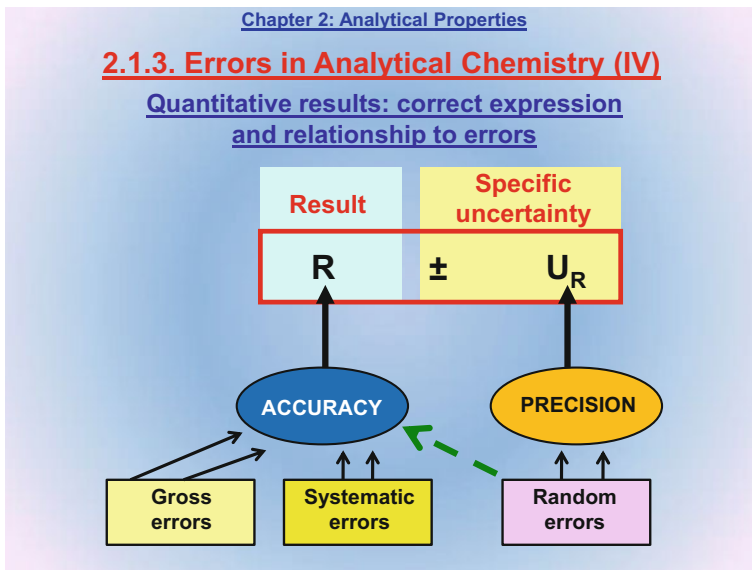 Chapter 2: Analytical Properties
2.1.3. Errors in Analytical Chemistry (IV)
Quantitative results: correct expression
and relationship to errors
Result
Specific
uncertainty
R ± UR
ACCURACY
PRECISION
Gross
errors
Systematic
errors
Random
errors